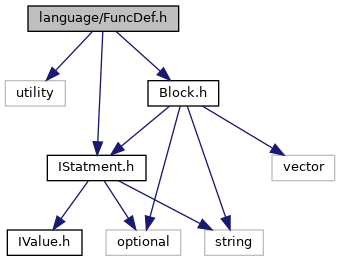 language/FuncDef.h
utility
Block.h
IStatment.h
vector
IValue.h
optional
string